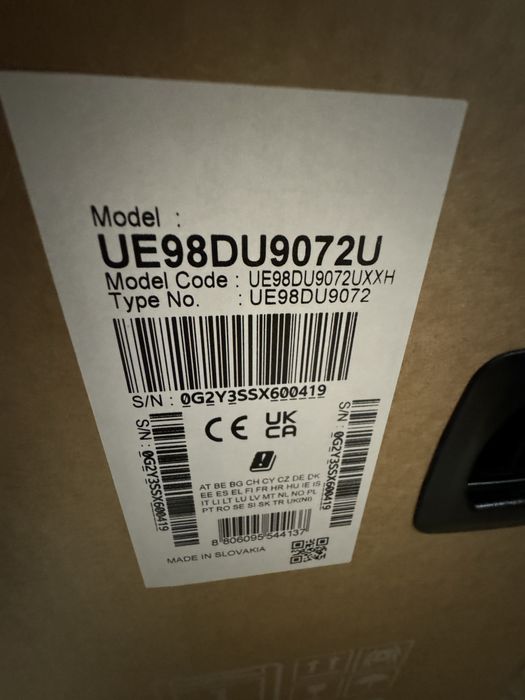 Model :
UE98DU9072U
Model Code : UE98DU9072UXXH
Type No. : UE98DU9072
S/N : 0G2Y3SSX600419
S/N : 0G2Y3SSX600419
CE UK CA
S/N : 0G2Y3SSX600419
AT BE BG CH CY CZ DE DK
EE ES EL FI FR HR HU IE IS
IT LI LT LU LV MT NL NO PL
PT RO SE SI SK TR UK(NI)
8 806095 544137
MADE IN SLOVAKIA